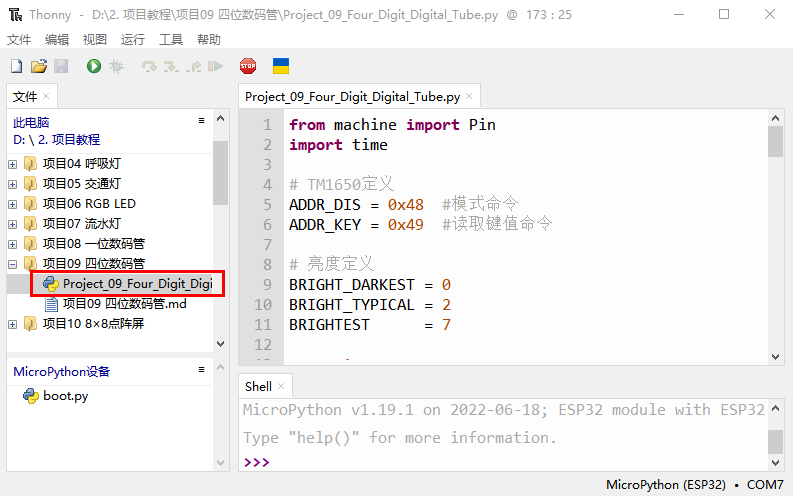 Thonny - D:\2. 项目教程\项目09 四位数码管\Project_09_Four_Digit_Digital_Tube.py @ 173 : 25
文件 编辑 视图 运行 工具 帮助
STOP
文件 ×
此电脑
D: \ 2. 项目教程
项目04 呼吸灯
项目05 交通灯
项目06 RGB LED
项目07 流水灯
项目08 一位数码管
项目09 四位数码管
Project_09_Four_Digit_Digi
项目09 四位数码管.md
项目10 8×8点阵屏
MicroPython设备
boot.py
Project_09_Four_Digit_Digital_Tube.py ×
1 from machine import Pin
2 import time
3
4 # TM1650定义
5 ADDR_DIS = 0x48 #模式命令
6 ADDR_KEY = 0x49 #读取键值命令
7
8 # 亮度定义
9 BRIGHT_DARKEST = 0
10 BRIGHT_TYPICAL = 2
11 BRIGHTEST = 7
12
Shell ×
MicroPython v1.19.1 on 2022-06-18; ESP32 module with ESP32
Type "help()" for more information.
>>>
MicroPython (ESP32) • COM7